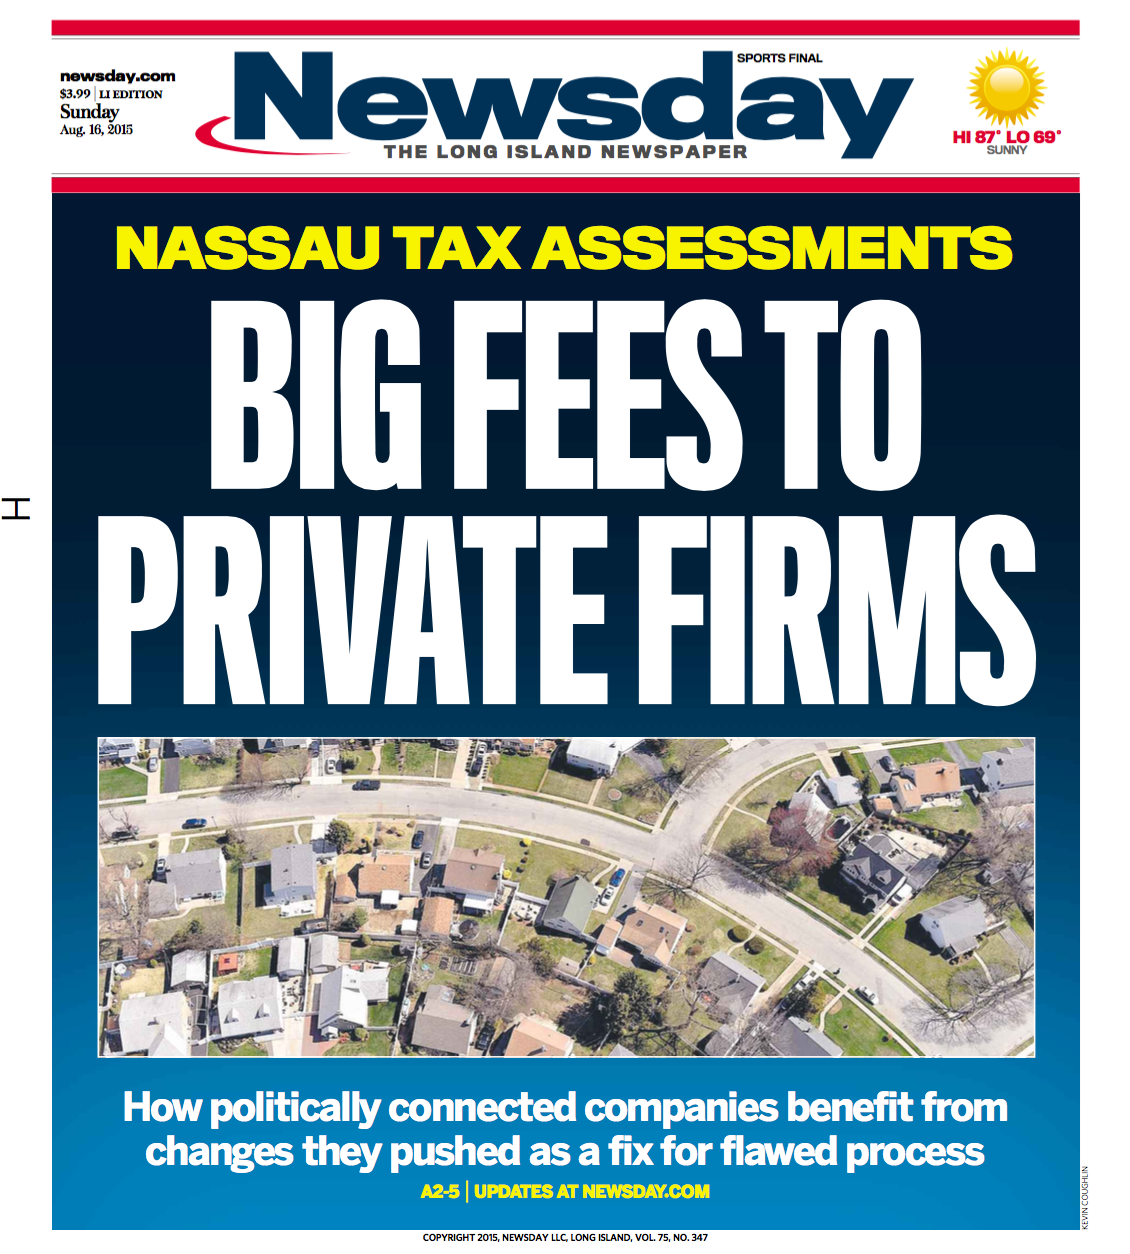 newsday.com
$3.99 | LI EDITION
Sunday
Aug. 16, 2015
SPORTS FINAL
Newsday
THE LONG ISLAND NEWSPAPER
HI 87° LO 69°
SUNNY
NASSAU TAX ASSESSMENTS
BIG FEES TO
PRIVATE FIRMS
H
How politically connected companies benefit from
changes they pushed as a fix for flawed process
A2-5 | UPDATES AT NEWSDAY.COM
KEVIN COUGHLIN
COPYRIGHT 2015, NEWSDAY LLC, LONG ISLAND, VOL. 75, NO. 347